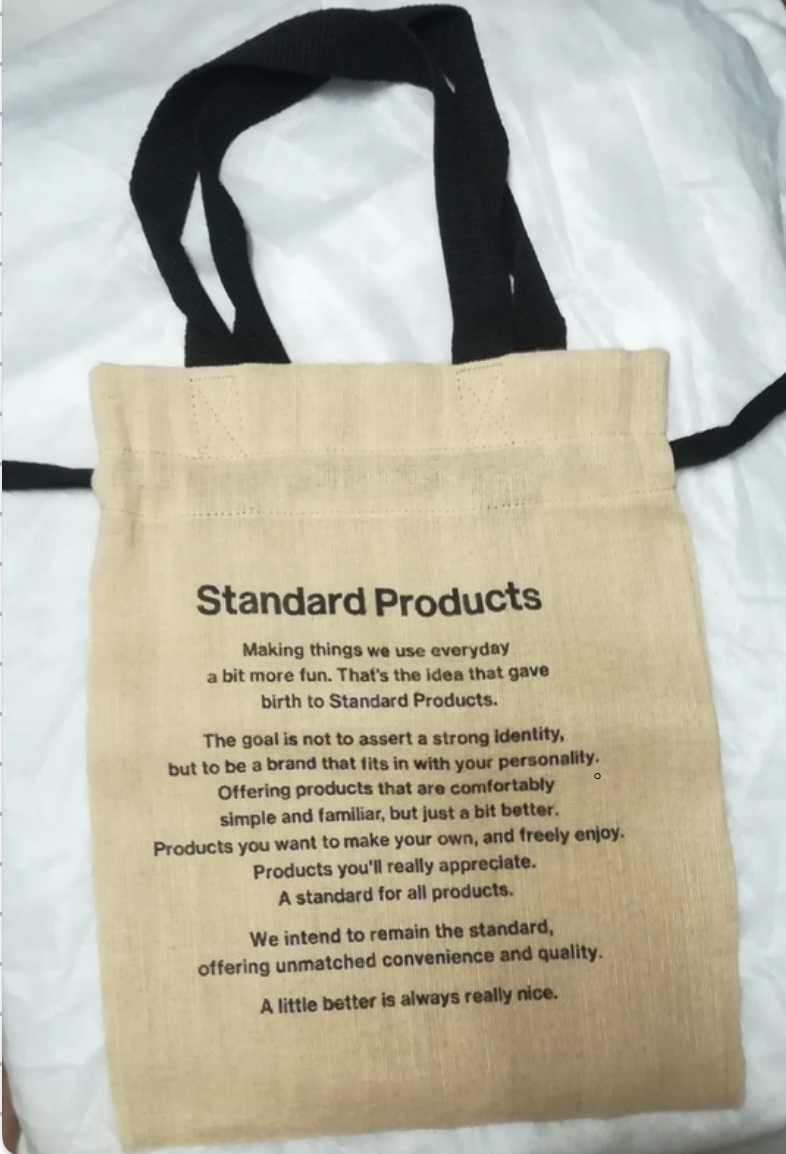 Standard Products
Making things we use everyday
a bit more fun. That's the idea that gave
birth to Standard Products.
The goal is not to assert a strong identity,
but to be a brand that fits in with your personality.
Offering products that are comfortably
simple and familiar, but just a bit better.
Products you want to make your own, and freely enjoy.
Products you'll really appreciate.
A standard for all products.
We intend to remain the standard,
offering unmatched convenience and quality.
A little better is always really nice.